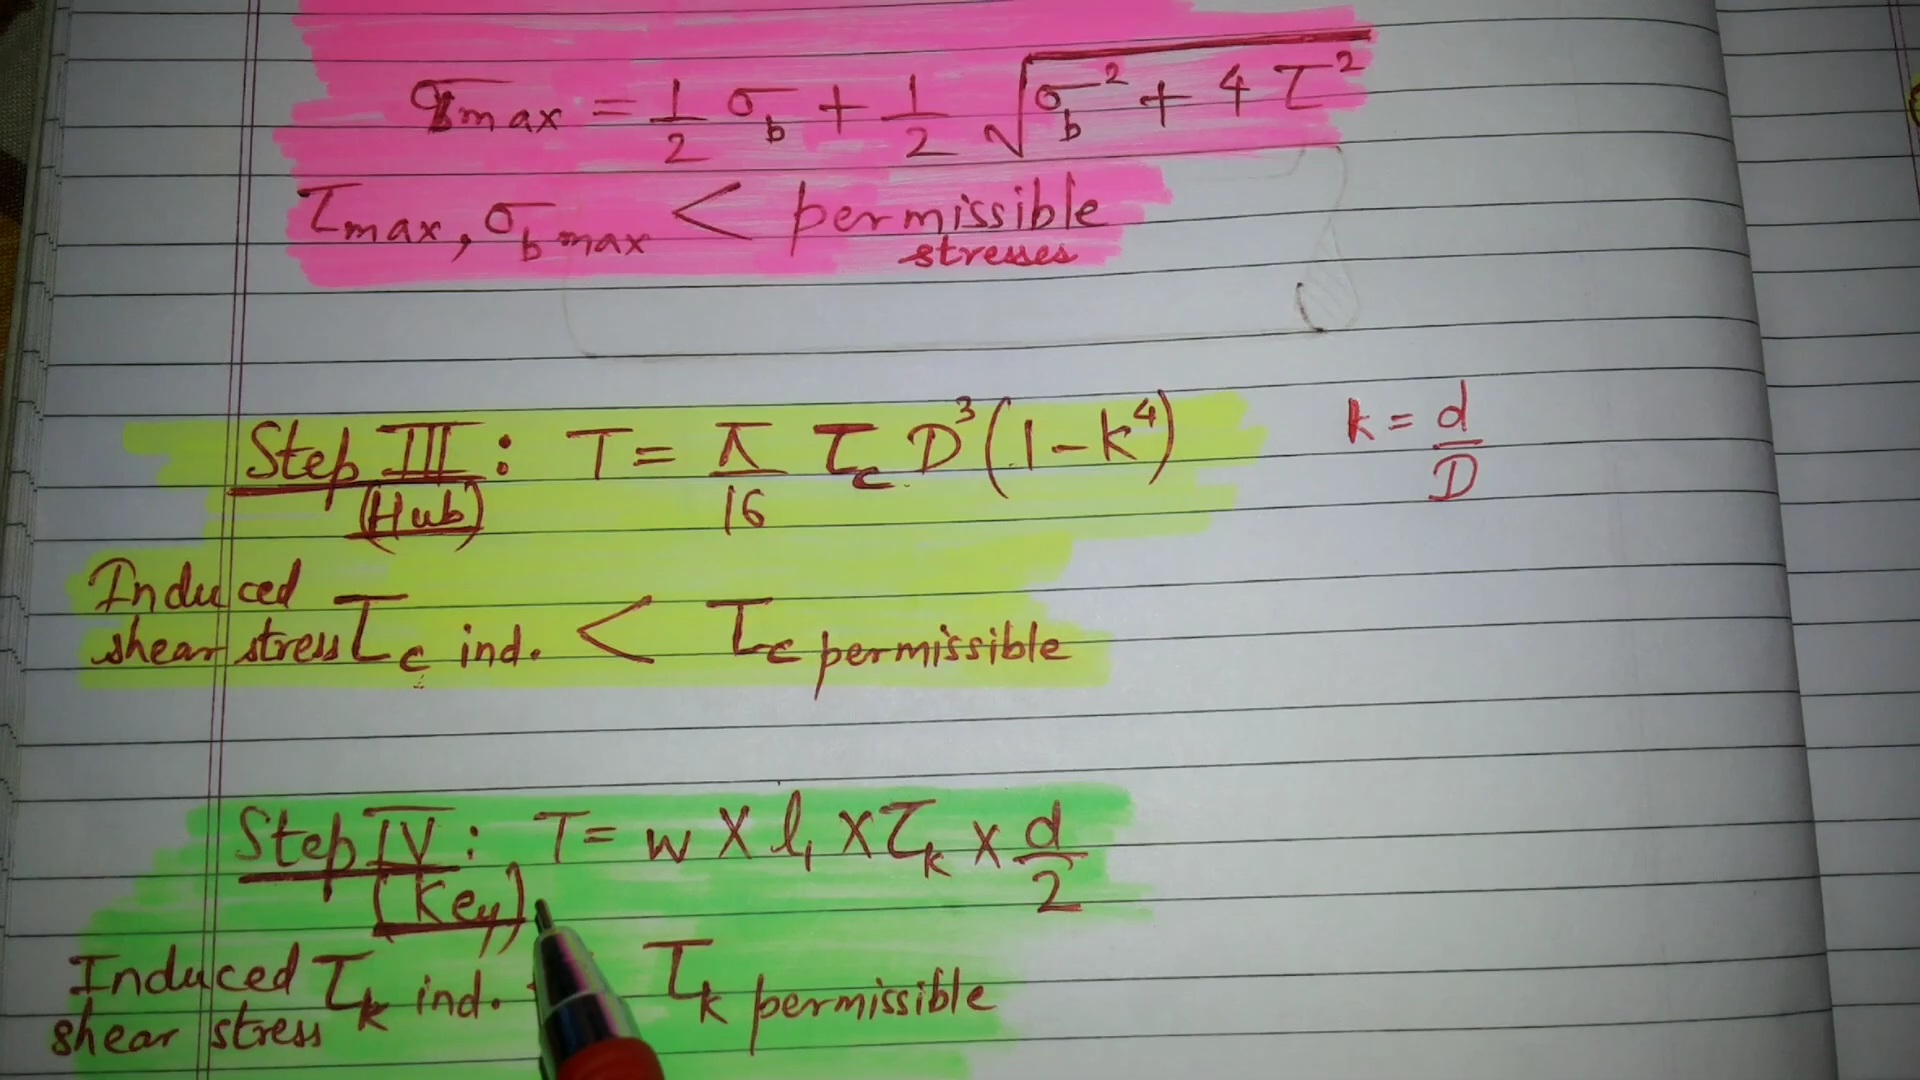 σmax = 1/2 σb + 1/2 √(σb² + 4 τ²)
τmax, σb max < permissible
stresses
Step III : T = π/16 τc D³ (1 - k⁴)
k = d/D
(Hub)
Induced
shear stress τc ind. < τc permissible
Step IV : T = w X l₁ X τk X d/2
(Key)
Induced τk ind. τk permissible
shear stress